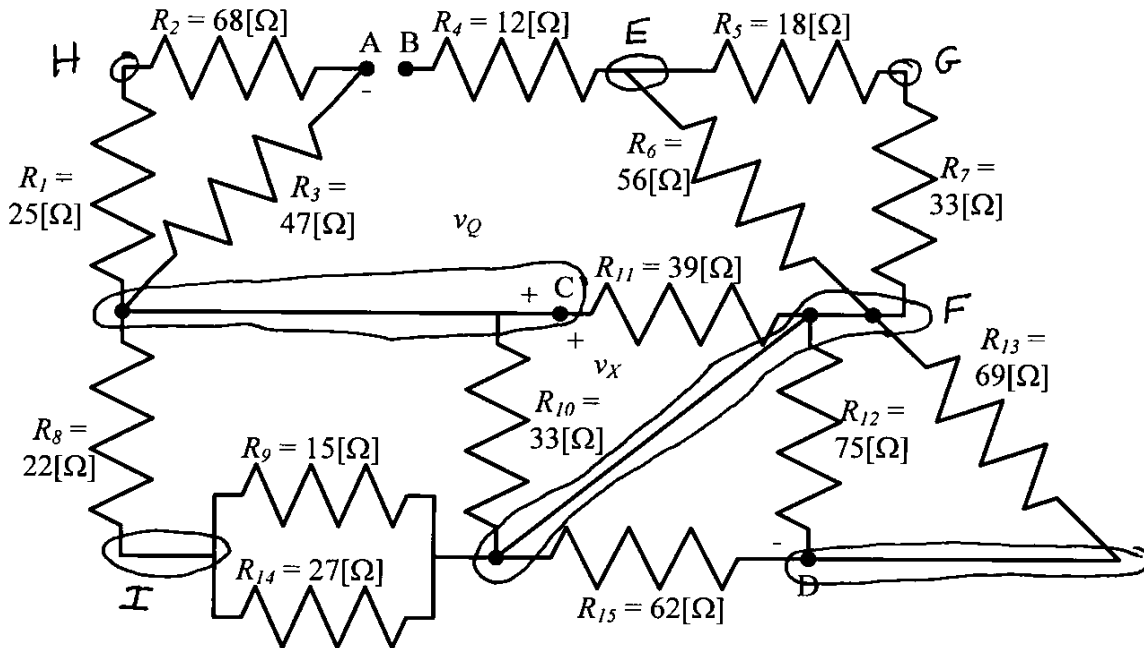 R2 = 68[Ω]
A
B
R4 = 12[Ω]
E
R5 = 18[Ω]
H
G
-
R1 =
25[Ω]
R3 =
47[Ω]
R6 =
56[Ω]
R7 =
33[Ω]
vQ
+
C
R11 = 39[Ω]
F
+
vX
R13 =
69[Ω]
R8 =
22[Ω]
R9 = 15[Ω]
R10 =
33[Ω]
R12 =
75[Ω]
R14 = 27[Ω]
-
D
I
R15 = 62[Ω]